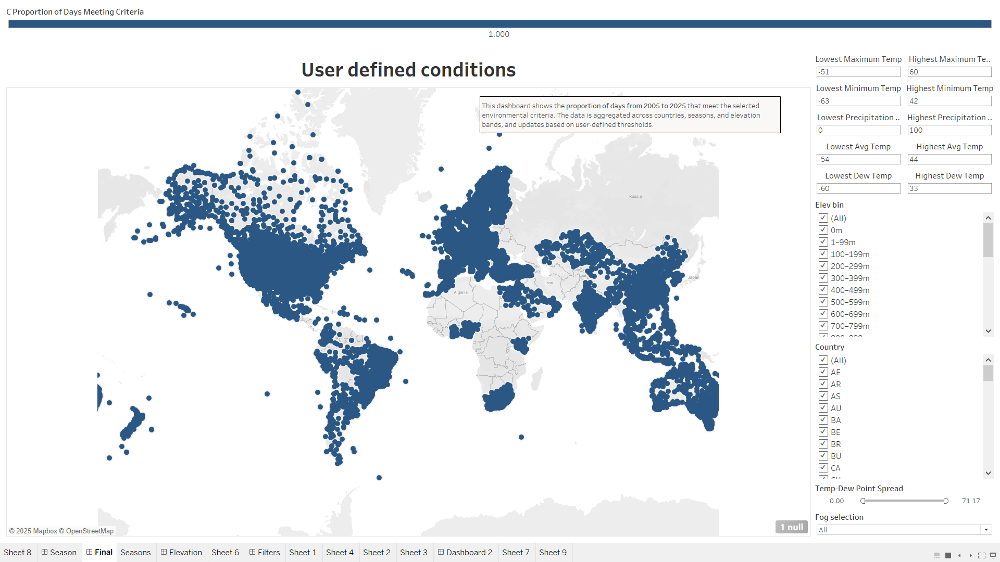 C Proportion of Days Meeting Criteria
1.000
User defined conditions
This dashboard shows the proportion of days from 2005 to 2025 that meet the selected
environmental criteria. The data is aggregated across countries, seasons, and elevation
bands, and updates based on user-defined thresholds.
Russia
Japan
Iran
Algeria
© 2025 Mapbox © OpenStreetMap
1 null
Lowest Maximum Temp
Highest Maximum Te..
-51
60
Lowest Minimum Temp
Highest Minimum Temp
-63
42
Lowest Precipitation ..
Highest Precipitation ..
0
100
Lowest Avg Temp
Highest Avg Temp
-54
44
Lowest Dew Temp
Highest Dew Temp
-60
33
Elev bin
(All)
0m
1–99m
100–199m
200–299m
300–399m
400–499m
500–599m
600–699m
700–799m
Country
(All)
AE
AR
AS
AU
BA
BE
BR
BU
CA
Temp-Dew Point Spread
0.00
71.17
Fog selection
All
Sheet 8
Season
Final
Seasons
Elevation
Sheet 6
Filters
Sheet 1
Sheet 4
Sheet 2
Sheet 3
Dashboard 2
Sheet 7
Sheet 9